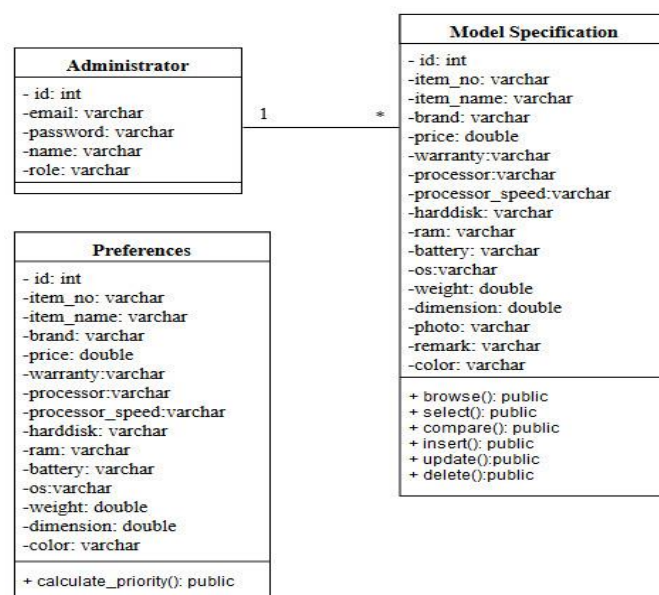 Administrator
- id: int
-email: varchar
-password: varchar
-name: varchar
-role: varchar
1
*
Model Specification
- id: int
-item_no: varchar
-item_name: varchar
-brand: varchar
-price: double
-warranty:varchar
-processor:varchar
-processor_speed:varchar
-harddisk: varchar
-ram: varchar
-battery: varchar
-os:varchar
-weight: double
-dimension: double
-photo: varchar
-remark: varchar
-color: varchar
+ browse(): public
+ select(): public
+ compare(): public
+ insert(): public
+ update():public
+ delete():public
Preferences
- id: int
-item_no: varchar
-item_name: varchar
-brand: varchar
-price: double
-warranty:varchar
-processor:varchar
-processor_speed:varchar
-harddisk: varchar
-ram: varchar
-battery: varchar
-os:varchar
-weight: double
-dimension: double
-color: varchar
+ calculate_priority(): public